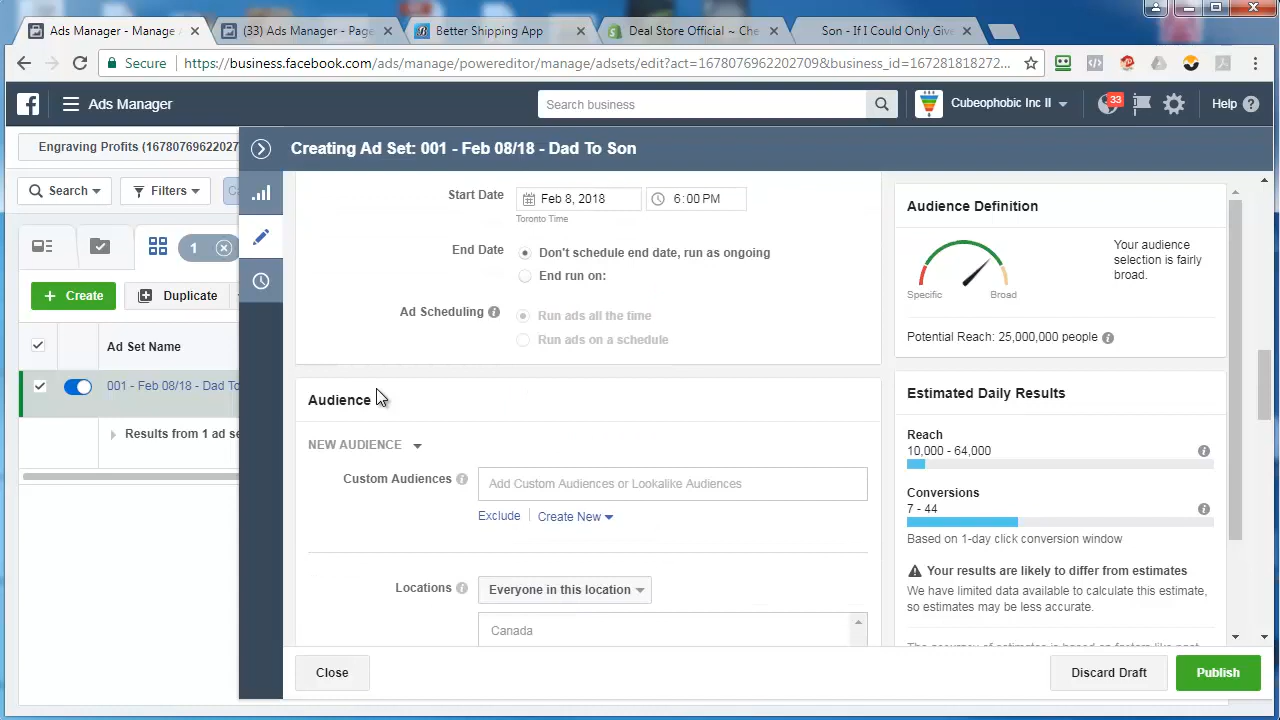 Ads Manager - Manage A
(33) Ads Manager - Page
Better Shipping App
Deal Store Official ~ Che
Son - If I Could Only Give
Secure
https://business.facebook.com/ads/manage/powereditor/manage/adsets/edit?act=1678076962202709&business_id=167281818272...
Ads Manager
Search business
Cubeophobic Inc II
33
Help
Engraving Profits (16780769622027
Creating Ad Set: 001 - Feb 08/18 - Dad To Son
Search
Filters
1
Create
Duplicate
Ad Set Name
001 - Feb 08/18 - Dad To
Results from 1 ad se
Start Date
Feb 8, 2018
6:00 PM
Toronto Time
End Date
Don't schedule end date, run as ongoing
End run on:
Ad Scheduling
Run ads all the time
Run ads on a schedule
Audience
NEW AUDIENCE
Custom Audiences
Add Custom Audiences or Lookalike Audiences
Exclude
Create New
Locations
Everyone in this location
Canada
Audience Definition
Specific
Broad
Your audience
selection is fairly
broad.
Potential Reach: 25,000,000 people
Estimated Daily Results
Reach
10,000 - 64,000
Conversions
7 - 44
Based on 1-day click conversion window
Your results are likely to differ from estimates
We have limited data available to calculate this estimate,
so estimates may be less accurate.
Close
Discard Draft
Publish